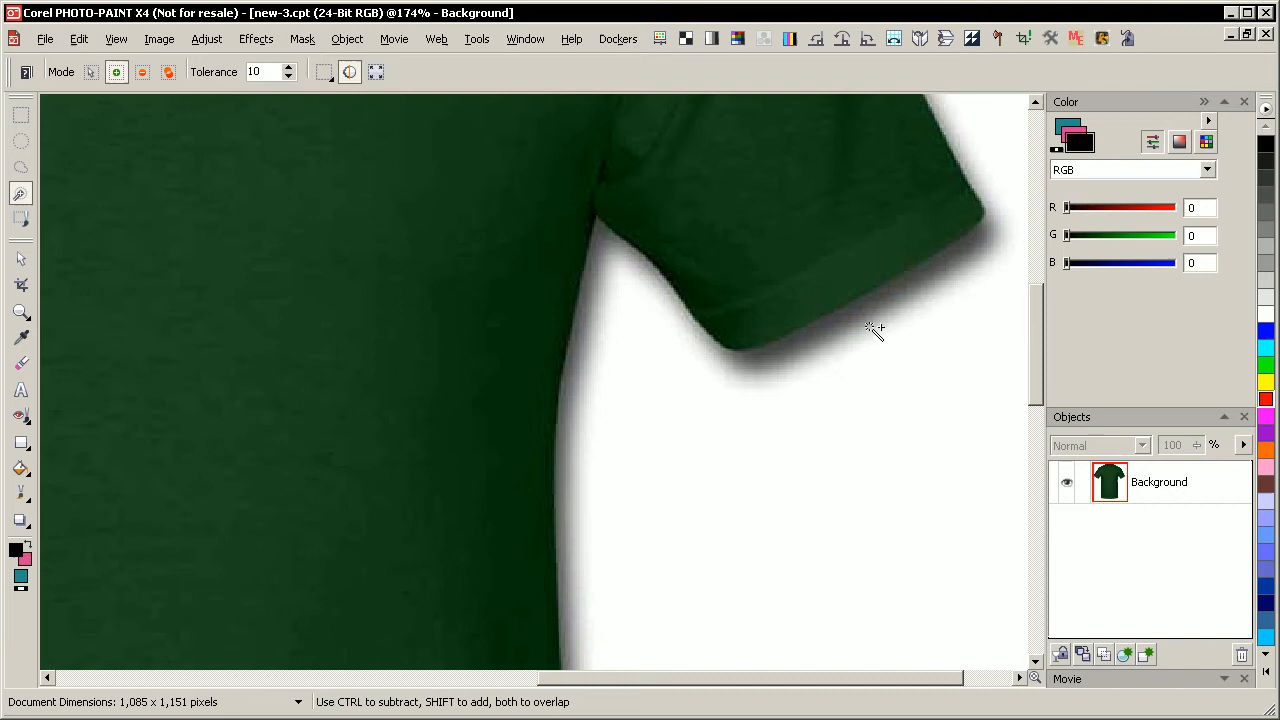 Corel PHOTO-PAINT X4 (Not for resale) - [new-3.cpt (24-Bit RGB) @174% - Background]
File Edit View Image Adjust Effects Mask Object Movie Web Tools Window Help Dockers
Mode Tolerance 10
Color
RGB
R 0
G 0
B 0
Objects
Normal 100 %
Background
Movie
Document Dimensions: 1,085 x 1,151 pixels Use CTRL to subtract, SHIFT to add, both to overlap